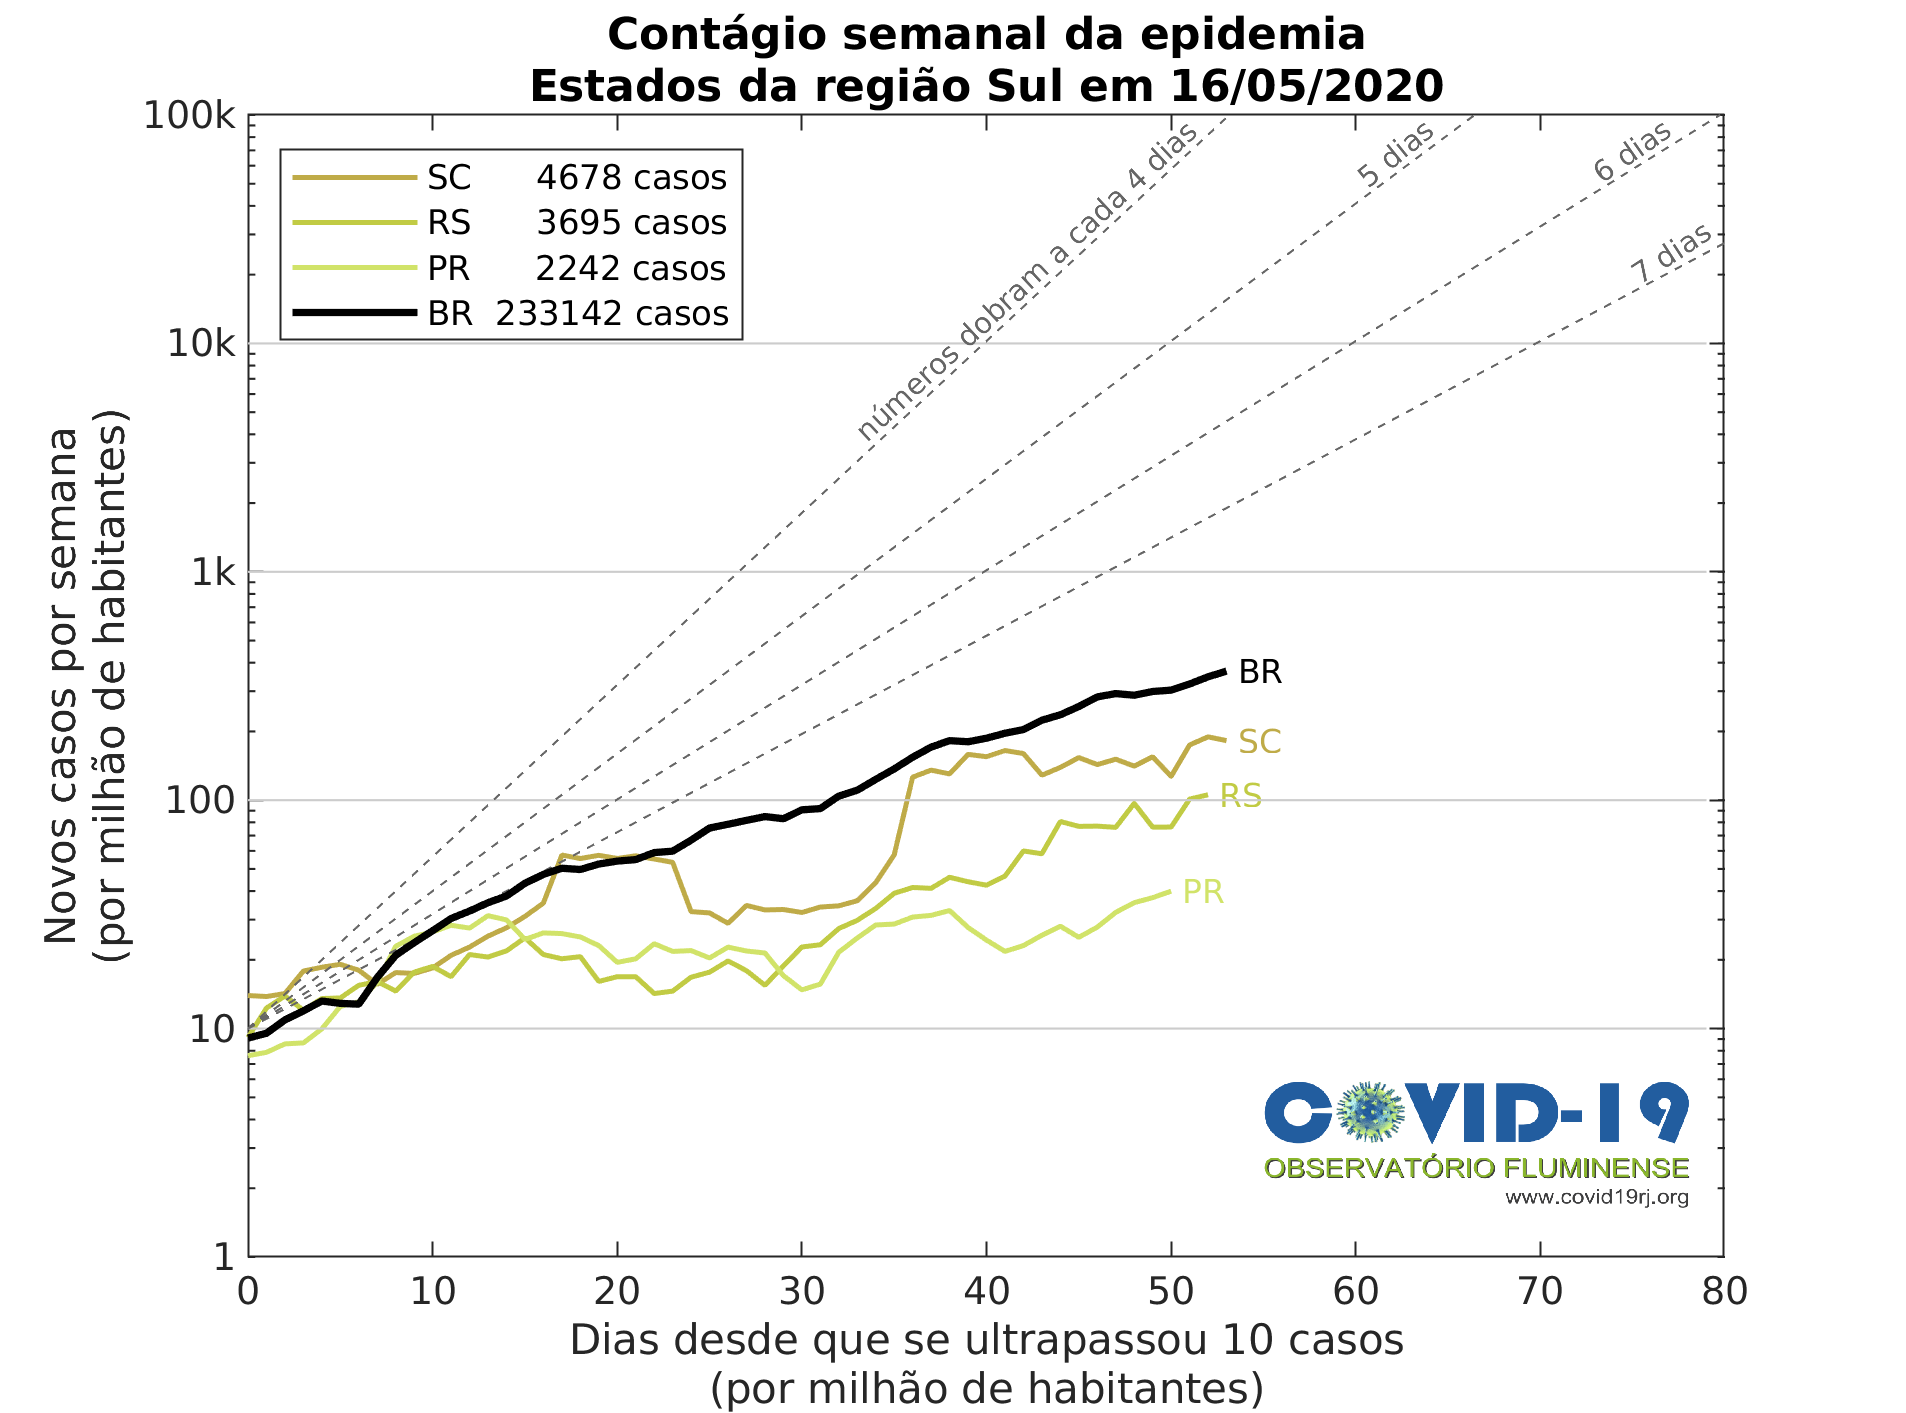 Contágio semanal da epidemia
Estados da região Sul em 16/05/2020
100k
10k
1k
100
10
1
Novos casos por semana
(por milhão de habitantes)
SC 4678 casos
RS 3695 casos
PR 2242 casos
BR 233142 casos
números dobram a cada 4 dias
5 dias
6 dias
7 dias
BR
SC
RS
PR
COVID-19
OBSERVATÓRIO FLUMINENSE
www.covid19rj.org
0 10 20 30 40 50 60 70 80
Dias desde que se ultrapassou 10 casos
(por milhão de habitantes)